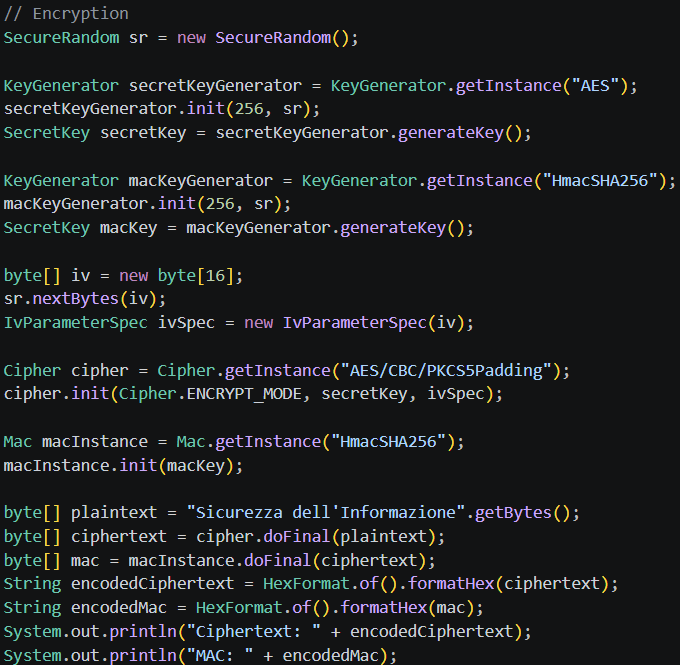 // Encryption
SecureRandom sr = new SecureRandom();
KeyGenerator secretKeyGenerator = KeyGenerator.getInstance("AES");
secretKeyGenerator.init(256, sr);
SecretKey secretKey = secretKeyGenerator.generateKey();
KeyGenerator macKeyGenerator = KeyGenerator.getInstance("HmacSHA256");
macKeyGenerator.init(256, sr);
SecretKey macKey = macKeyGenerator.generateKey();
byte[] iv = new byte[16];
sr.nextBytes(iv);
IvParameterSpec ivSpec = new IvParameterSpec(iv);
Cipher cipher = Cipher.getInstance("AES/CBC/PKCS5Padding");
cipher.init(Cipher.ENCRYPT_MODE, secretKey, ivSpec);
Mac macInstance = Mac.getInstance("HmacSHA256");
macInstance.init(macKey);
byte[] plaintext = "Sicurezza dell'Informazione".getBytes();
byte[] ciphertext = cipher.doFinal(plaintext);
byte[] mac = macInstance.doFinal(ciphertext);
String encodedCiphertext = HexFormat.of().formatHex(ciphertext);
String encodedMac = HexFormat.of().formatHex(mac);
System.out.println("Ciphertext: " + encodedCiphertext);
System.out.println("MAC: " + encodedMac);